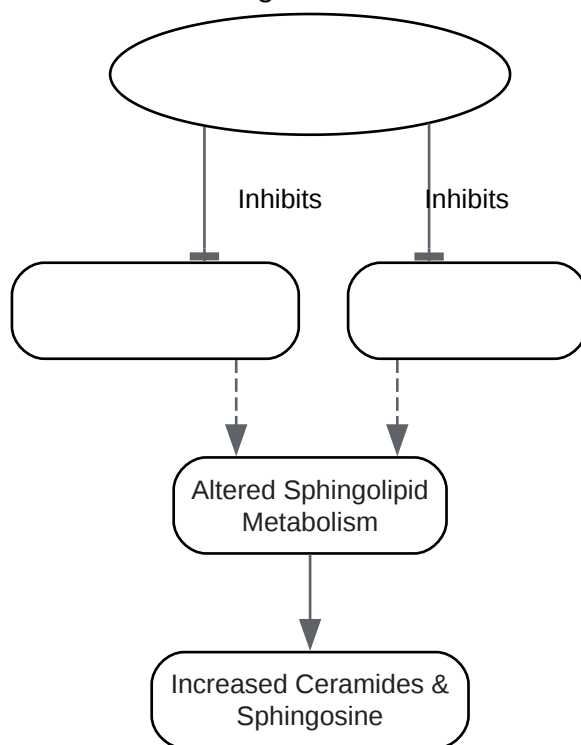 Inhibits Inhibits
Altered Sphingolipid
Metabolism
Increased Ceramides &
Sphingosine